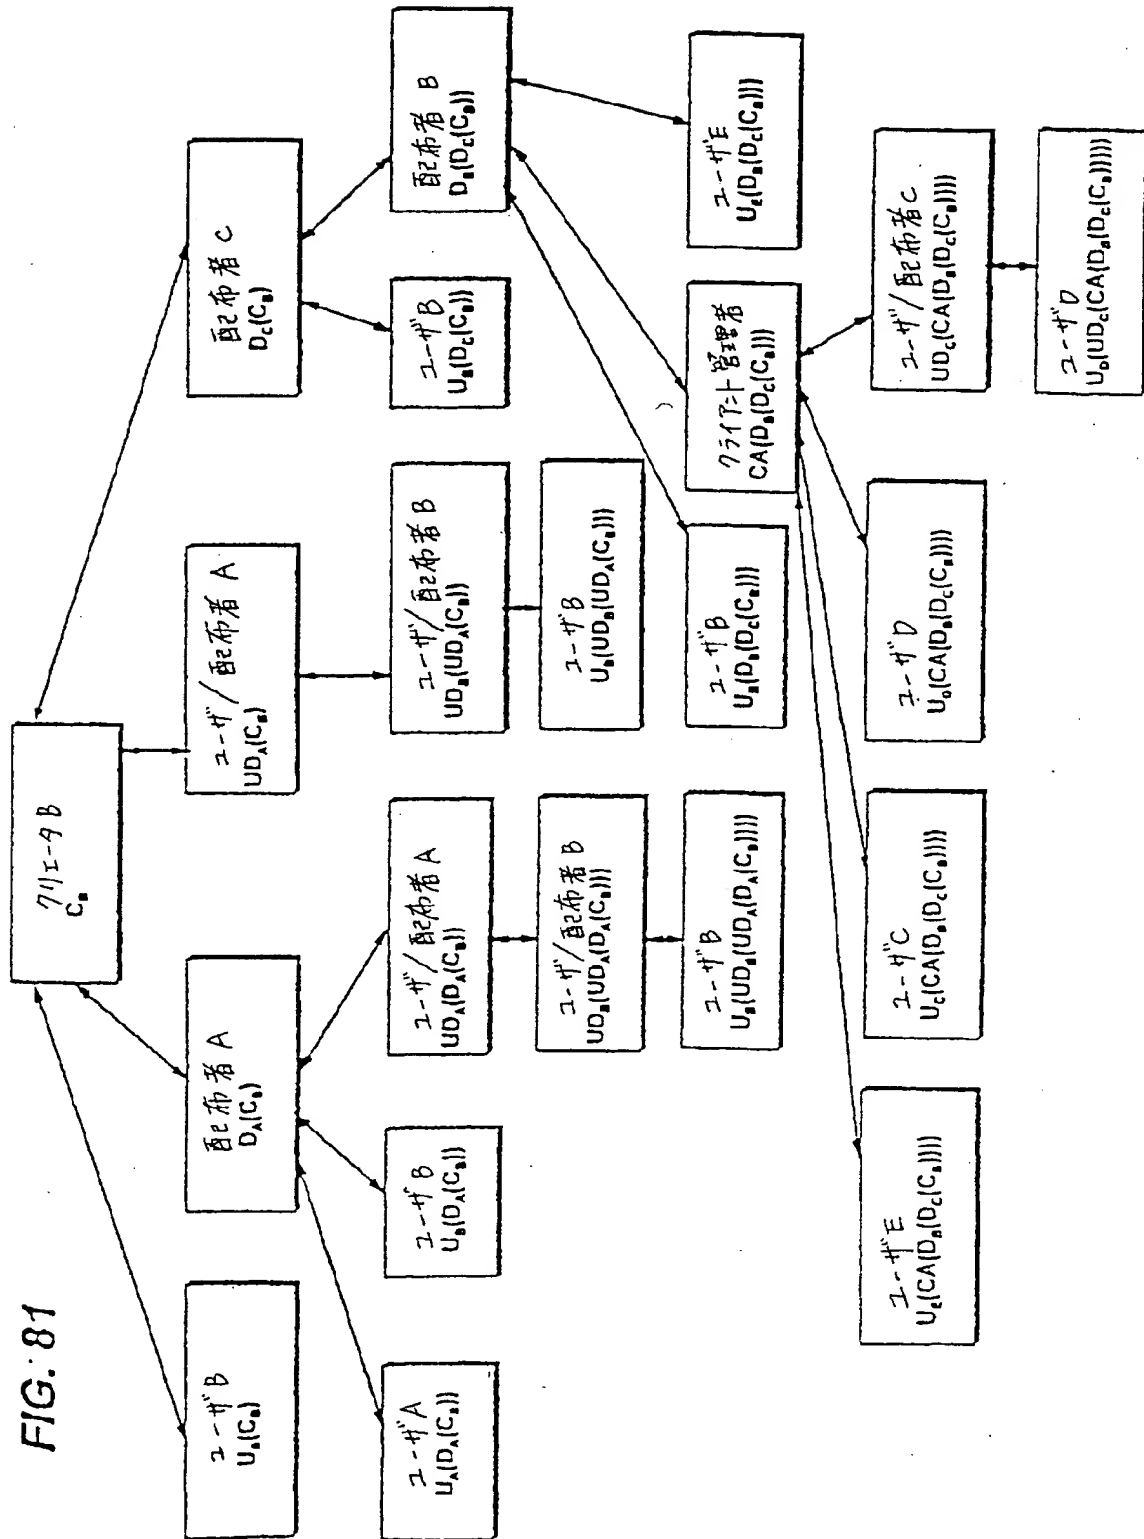 FIG. 81
クリエータB
C_B
ユーザB
U_B(C_B)
配布者A
D_A(C_B)
ユーザ/配布者A
UD_A(C_B)
配布者C
D_C(C_B)
ユーザA
U_A(D_A(C_B))
ユーザB
U_B(D_A(C_B))
ユーザ/配布者A
UD_A(D_A(C_B))
ユーザ/配布者B
UD_B(UD_A(C_B))
ユーザB
U_B(D_C(C_B))
配布者B
D_B(D_C(C_B))
ユーザ/配布者B
UD_B(UD_A(D_A(C_B)))
ユーザB
U_B(UD_B(UD_A(C_B)))
ユーザB
U_B(UD_B(UD_A(D_A(C_B))))
ユーザB
U_B(D_B(D_C(C_B)))
クライアント管理者
CA(D_B(D_C(C_B)))
ユーザE
U_E(D_B(D_C(C_B)))
ユーザE
U_E(CA(D_B(D_C(C_B))))
ユーザC
U_C(CA(D_B(D_C(C_B))))
ユーザD
U_D(CA(D_B(D_C(C_B))))
ユーザ/配布者C
UD_C(CA(D_B(D_C(C_B))))
ユーザD
U_D(UD_C(CA(D_B(D_C(C_B)))))